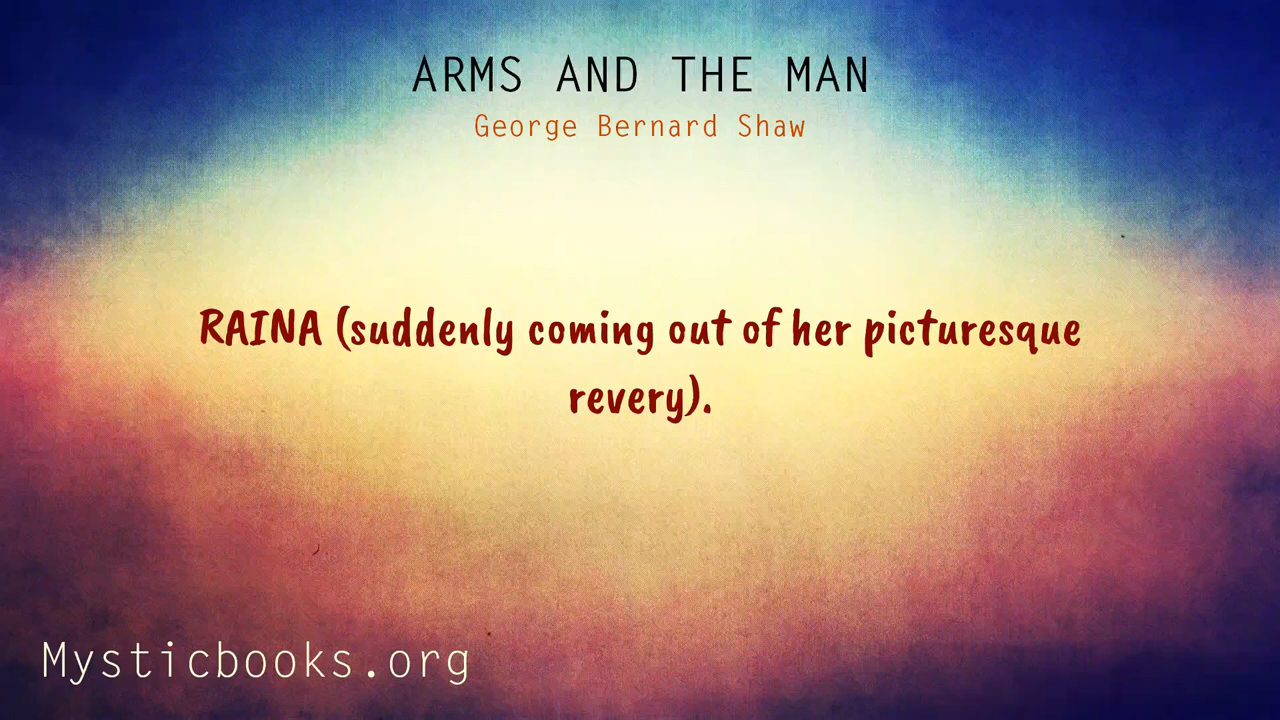 ARMS AND THE MAN
George Bernard Shaw
RAINA (suddenly coming out of her picturesque
revery).
Mysticbooks.org